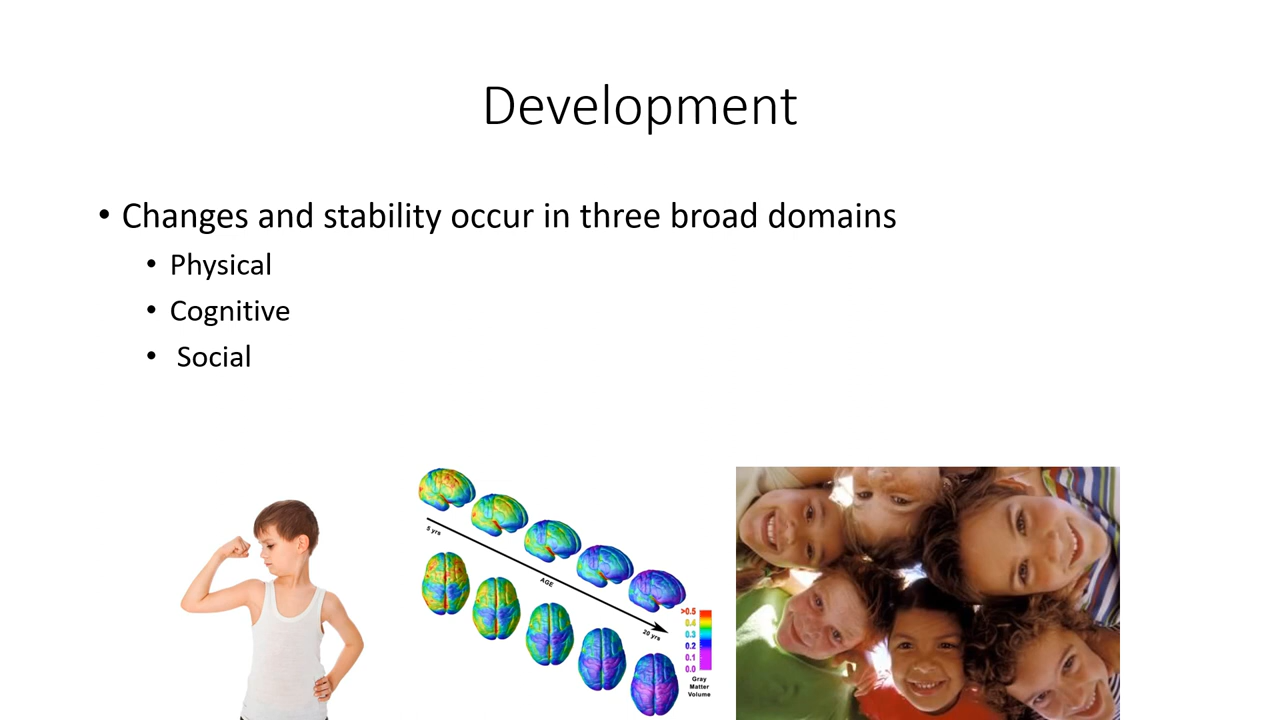 Development
• Changes and stability occur in three broad domains
• Physical
• Cognitive
• Social
5 yrs
AGE
20 yrs
>0.5
0.4
0.3
0.2
0.1
0.0
Gray
Matter
Volume